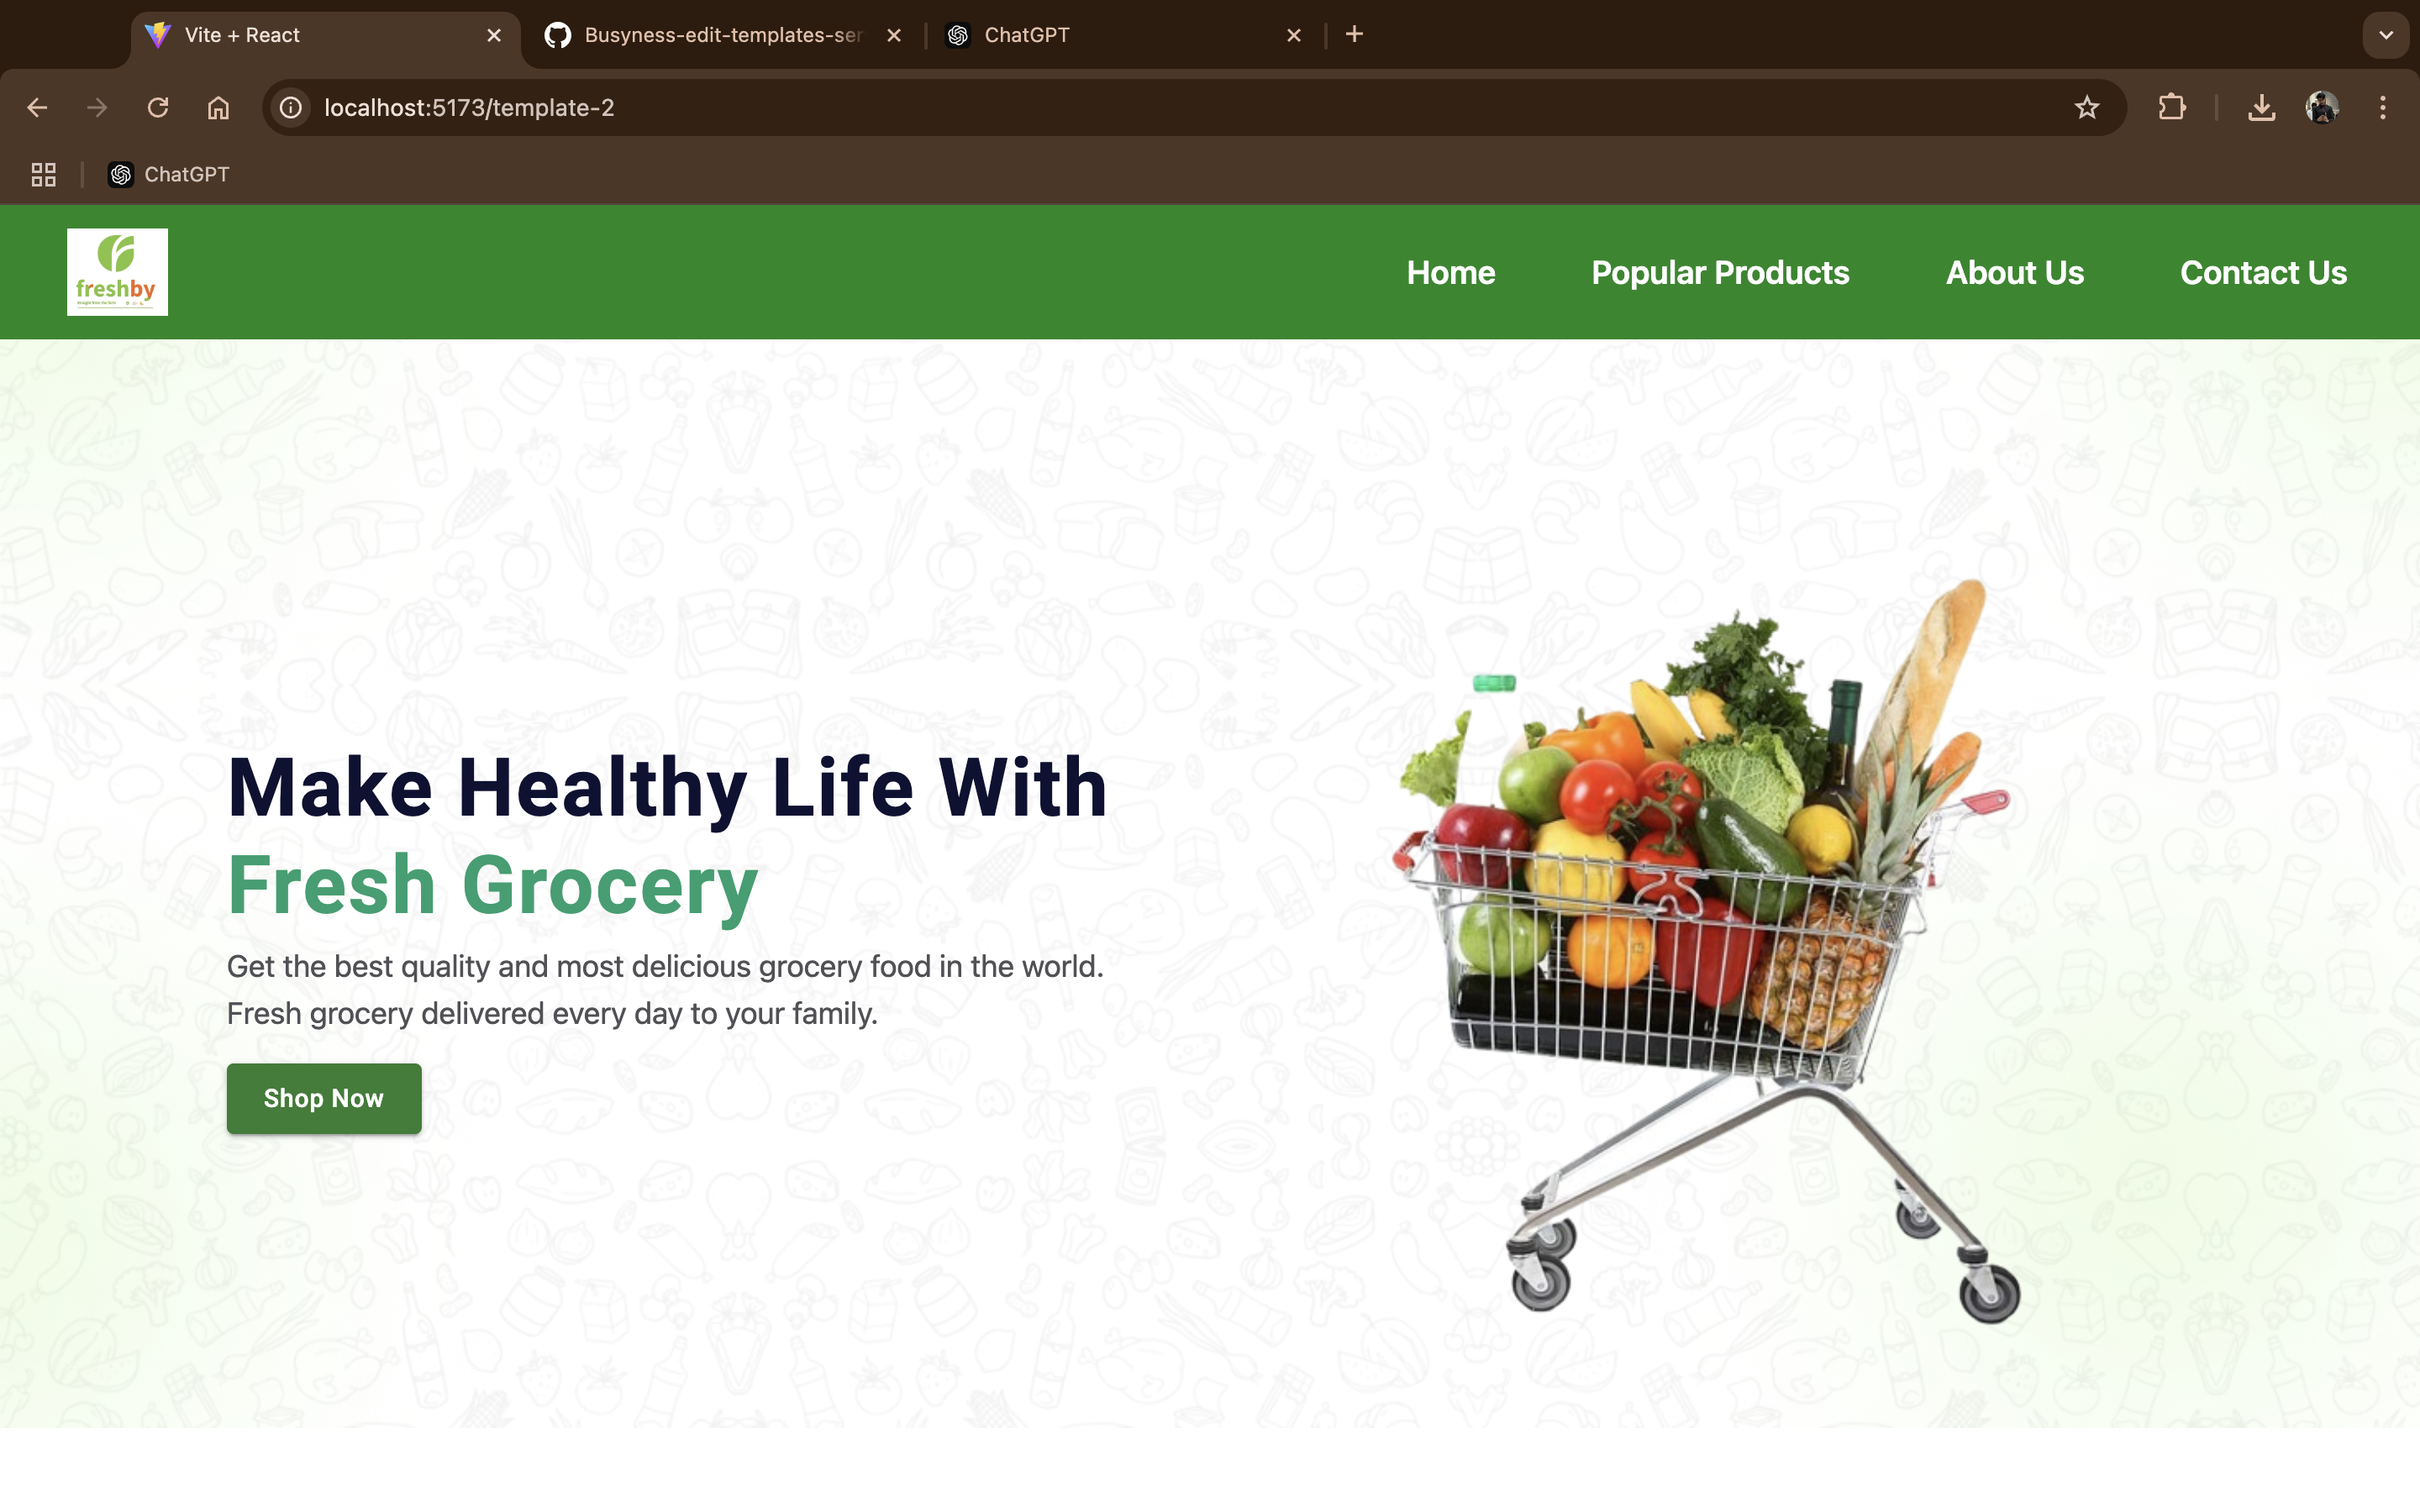 Vite + React
Busyness-edit-templates-ser
ChatGPT
localhost:5173/template-2
ChatGPT
freshby
Home
Popular Products
About Us
Contact Us
Make Healthy Life With
Fresh Grocery
Get the best quality and most delicious grocery food in the world.
Fresh grocery delivered every day to your family.
Shop Now